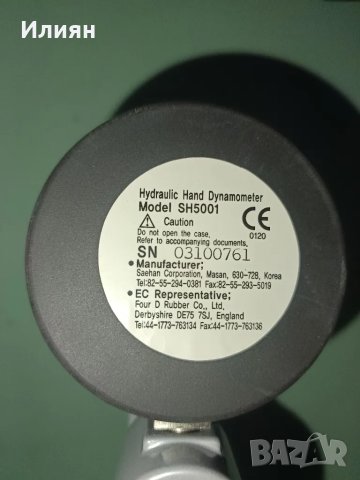 Илиян
Hydraulic Hand Dynamometer
Model SH5001
Caution
Do not open the case.
Refer to accompanying documents.
CE
0120
SN 03100761
• Manufacturer;
Saehan Corporation, Masan, 630-728, Korea
Tel:82-55-294-0381 Fax:82-55-293-5019
• EC Representative;
Four D Rubber Co., Ltd,
Derbyshire DE75 7SJ, England
Tel:44-1773-763134 Fax:44-1773-763136
BAZAR